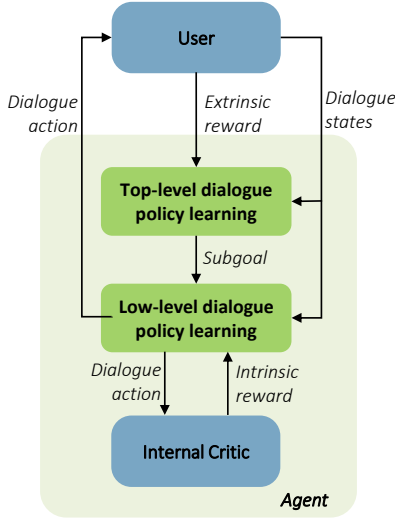 User
Dialogue
action
Extrinsic
reward
Dialogue
states
Top-level dialogue
policy learning
Subgoal
Low-level dialogue
policy learning
Dialogue
action
Intrinsic
reward
Internal Critic
Agent